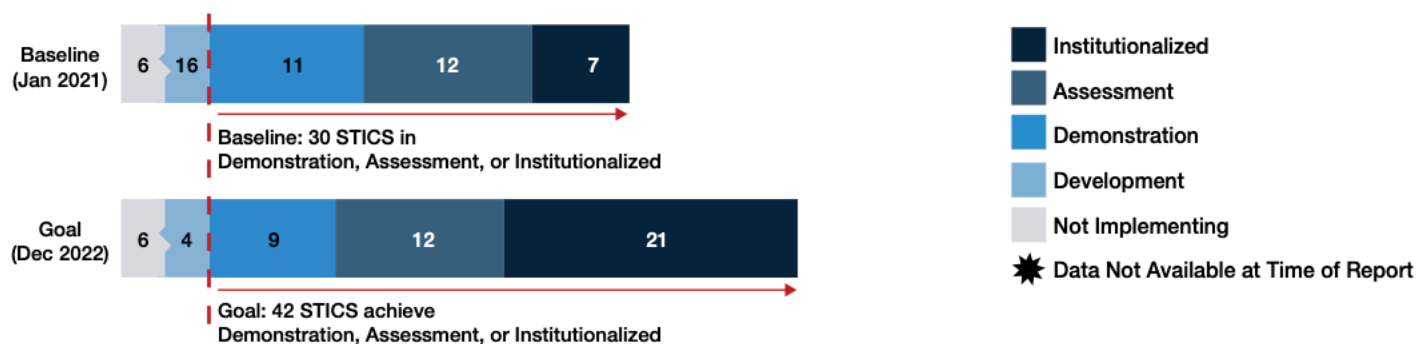 Baseline
(Jan 2021)
6 16 11 12 7
Baseline: 30 STICS in
Demonstration, Assessment, or Institutionalized
Goal
(Dec 2022)
6 4 9 12 21
Goal: 42 STICS achieve
Demonstration, Assessment, or Institutionalized
Institutionalized
Assessment
Demonstration
Development
Not Implementing
Data Not Available at Time of Report